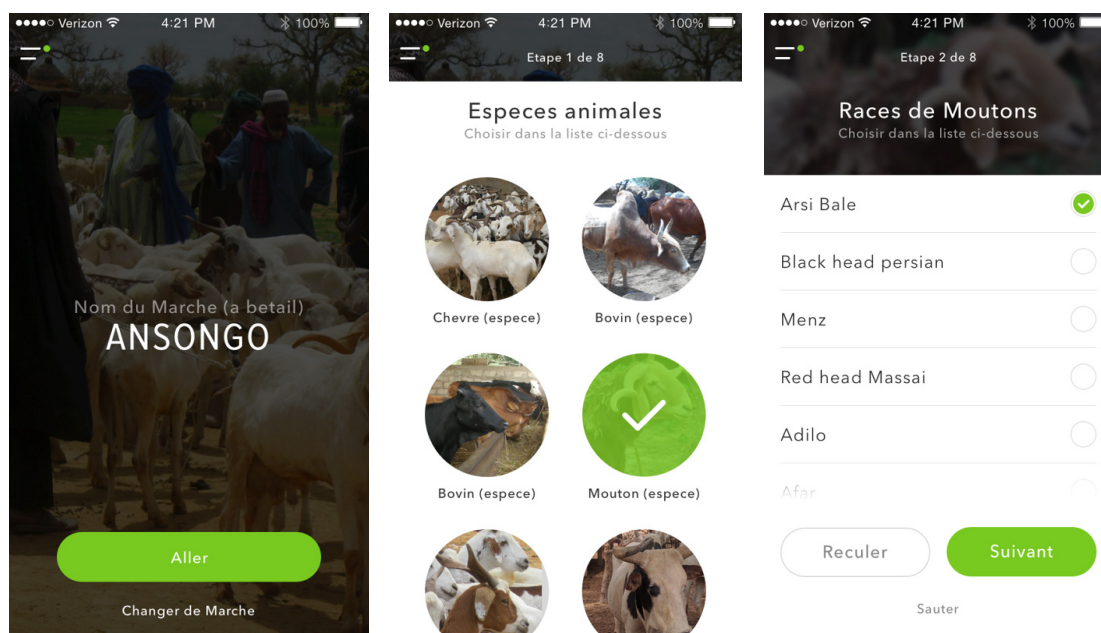 Verizon 4:21 PM 100%
Nom du Marche (a betail)
ANSONGO
Aller
Changer de Marche
Verizon 4:21 PM 100%
Etape 1 de 8
Especes animales
Choisir dans la liste ci-dessous
Chevre (espece) Bovin (espece)
Bovin (espece) Mouton (espece)
Verizon 4:21 PM 100%
Etape 2 de 8
Races de Moutons
Choisir dans la liste ci-dessous
Arsi Bale
Black head persian
Menz
Red head Massai
Adilo
Afar
Reculer Suivant
Sauter